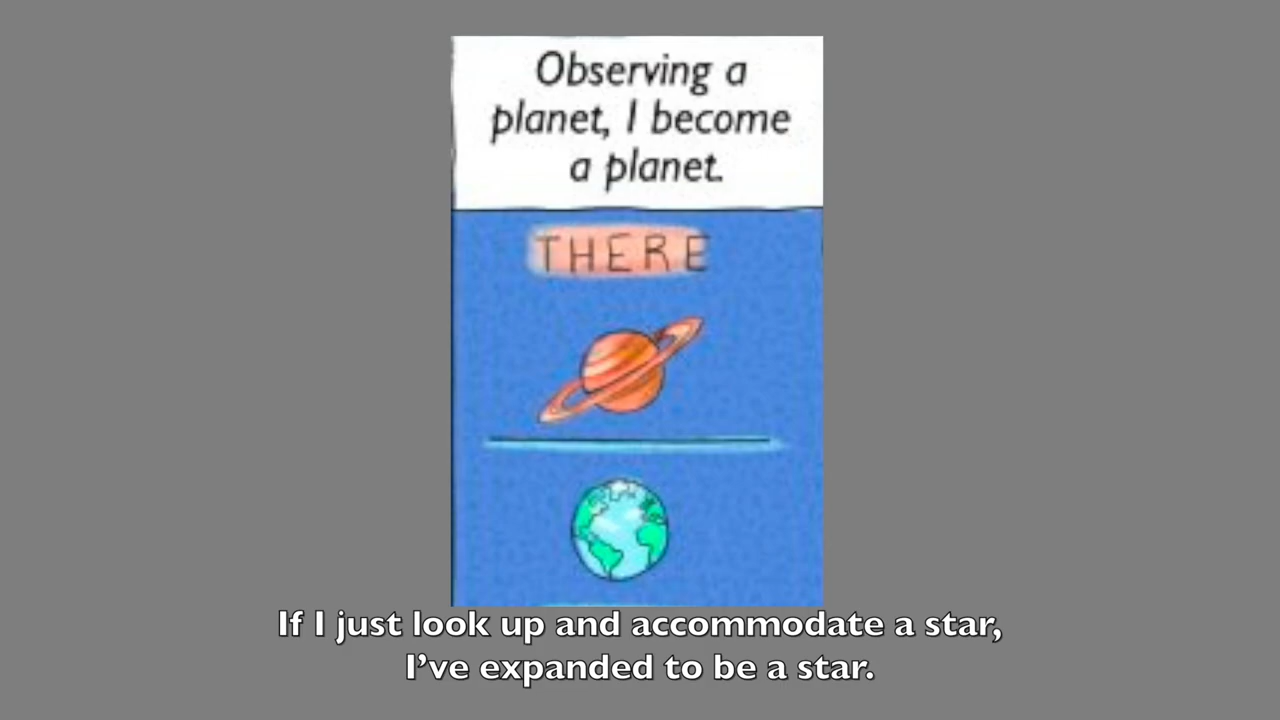 Observing a
planet, I become
a planet.
THERE
If I just look up and accommodate a star,
I’ve expanded to be a star.